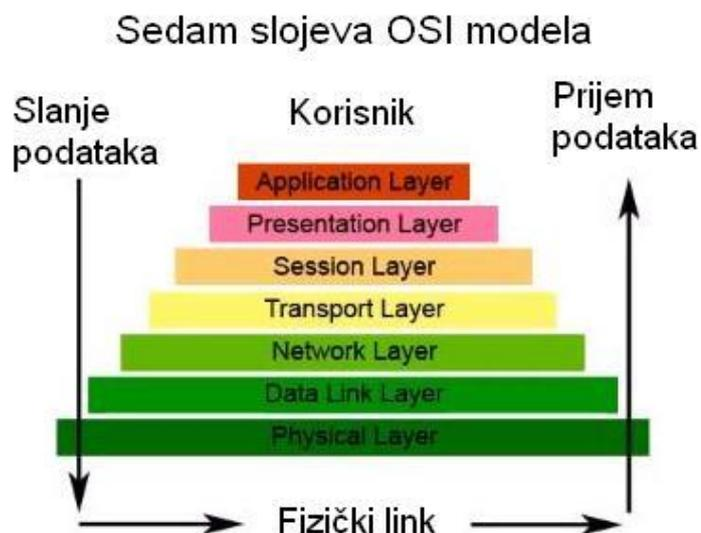 Sedam slojeva OSI modela
Slanje
podataka
Korisnik
Prijem
podataka
Application Layer
Presentation Layer
Session Layer
Transport Layer
Network Layer
Data Link Layer
Physical Layer
Fizički link